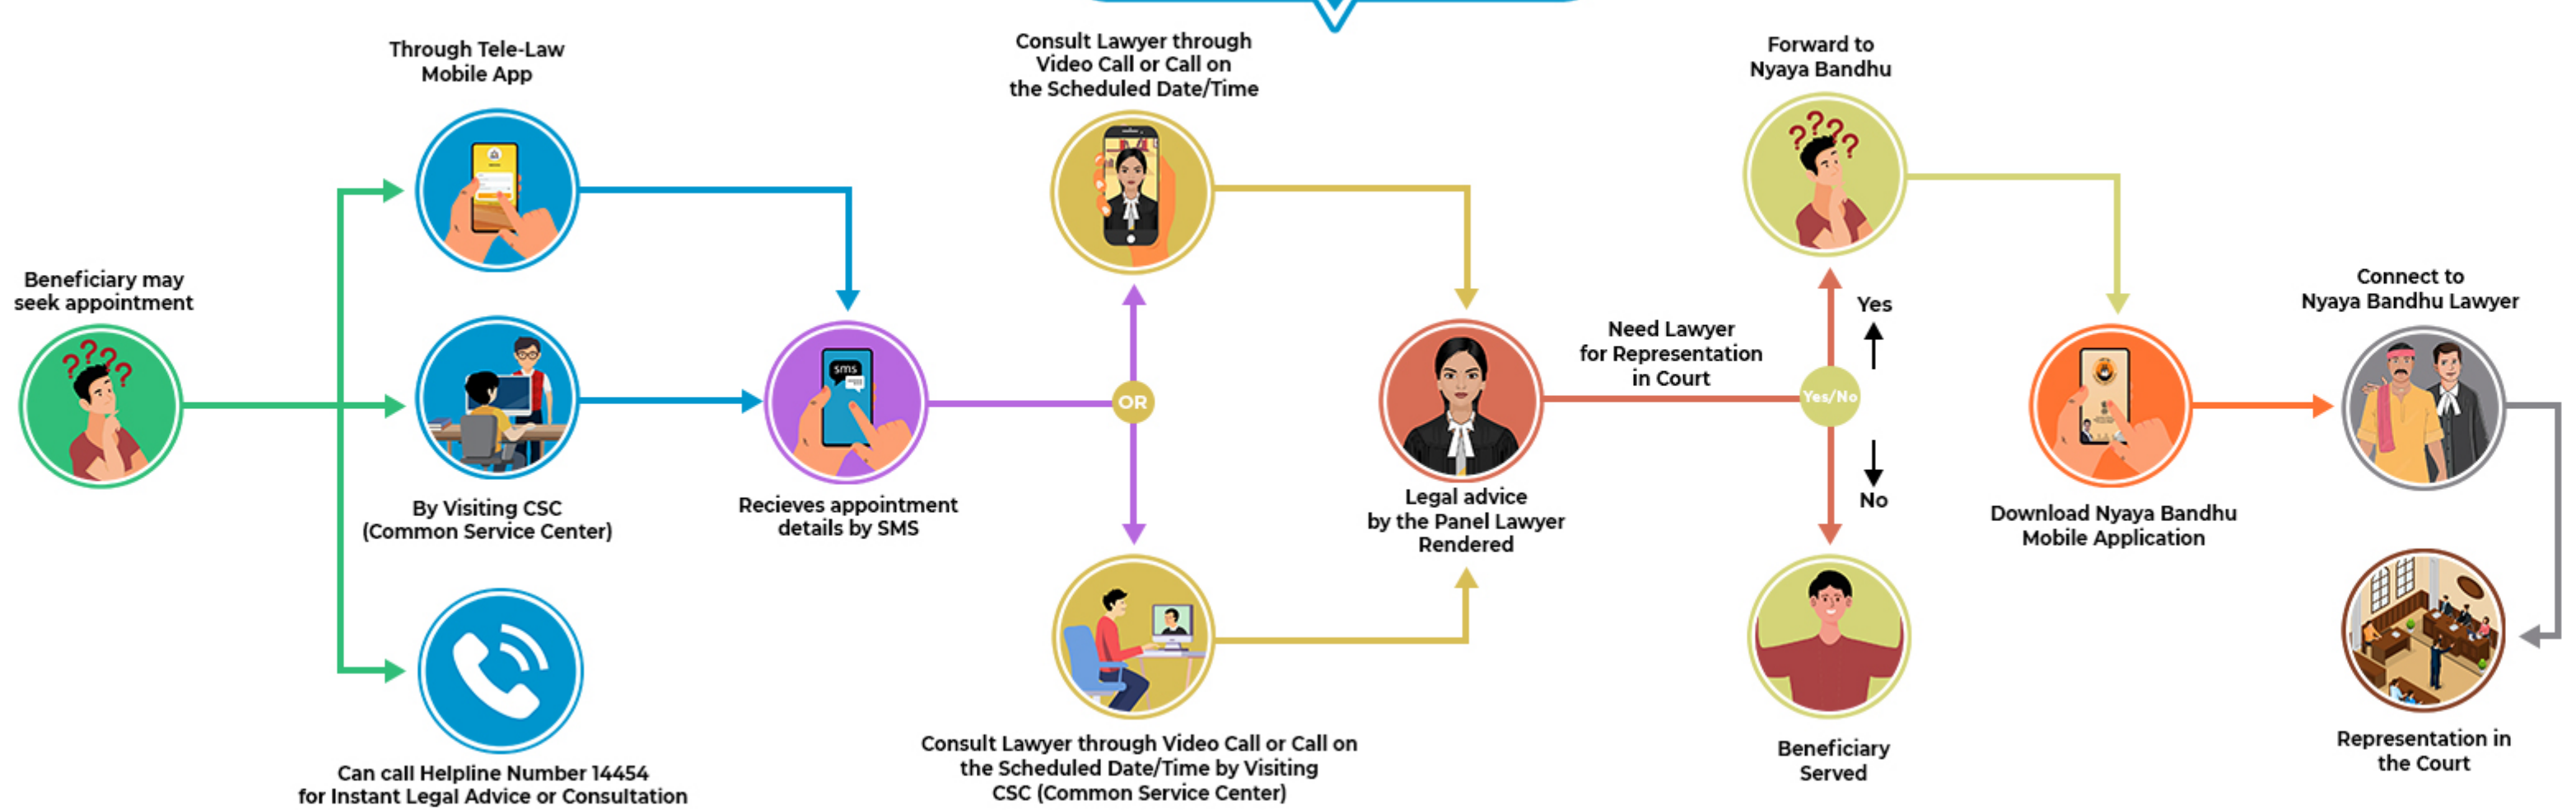 Beneficiary may
seek appointment
Through Tele-Law
Mobile App
By Visiting CSC
(Common Service Center)
Can call Helpline Number 14454
for Instant Legal Advice or Consultation
sms
Recieves appointment
details by SMS
OR
Consult Lawyer through
Video Call or Call on
the Scheduled Date/Time
Consult Lawyer through Video Call or Call on
the Scheduled Date/Time by Visiting
CSC (Common Service Center)
Legal advice
by the Panel Lawyer
Rendered
Need Lawyer
for Representation
in Court
Yes/No
Yes
No
Forward to
Nyaya Bandhu
Beneficiary
Served
Download Nyaya Bandhu
Mobile Application
Connect to
Nyaya Bandhu Lawyer
Representation in
the Court